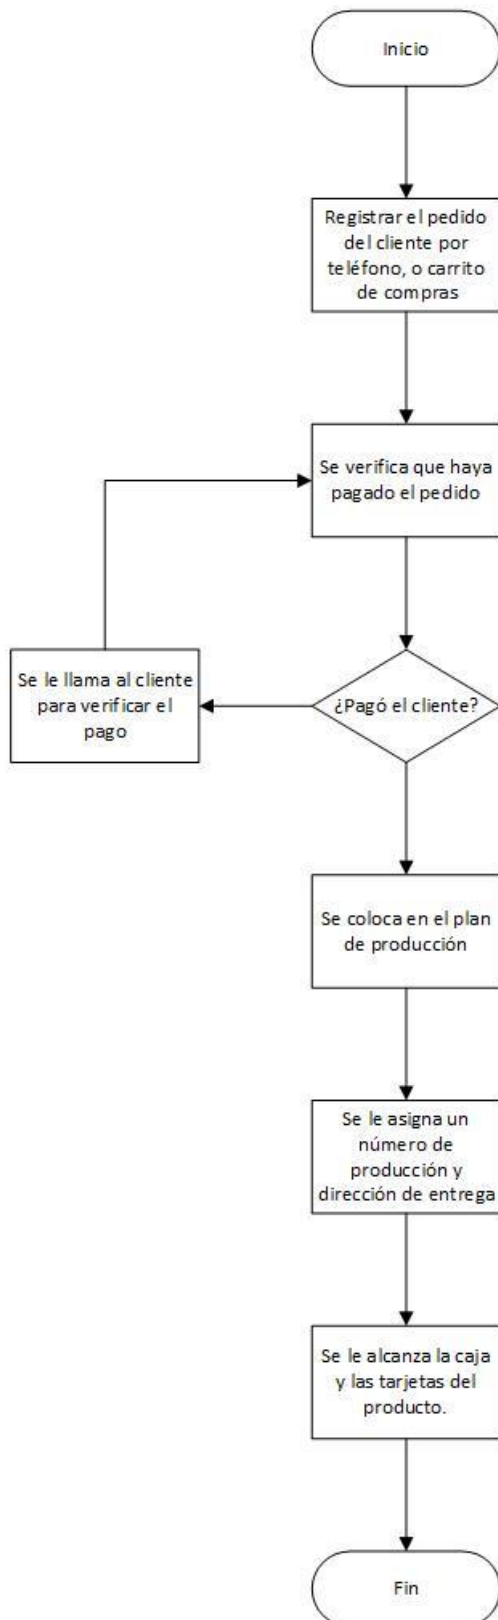 Inicio
Registrar el pedido
del cliente por
teléfono, o carrito
de compras
Se verifica que haya
pagado el pedido
Se le llama al cliente
para verificar el
pago
¿Pagó el cliente?
Se coloca en el plan
de producción
Se le asigna un
número de
producción y
dirección de entrega
Se le alcanza la caja
y las tarjetas del
producto.
Fin